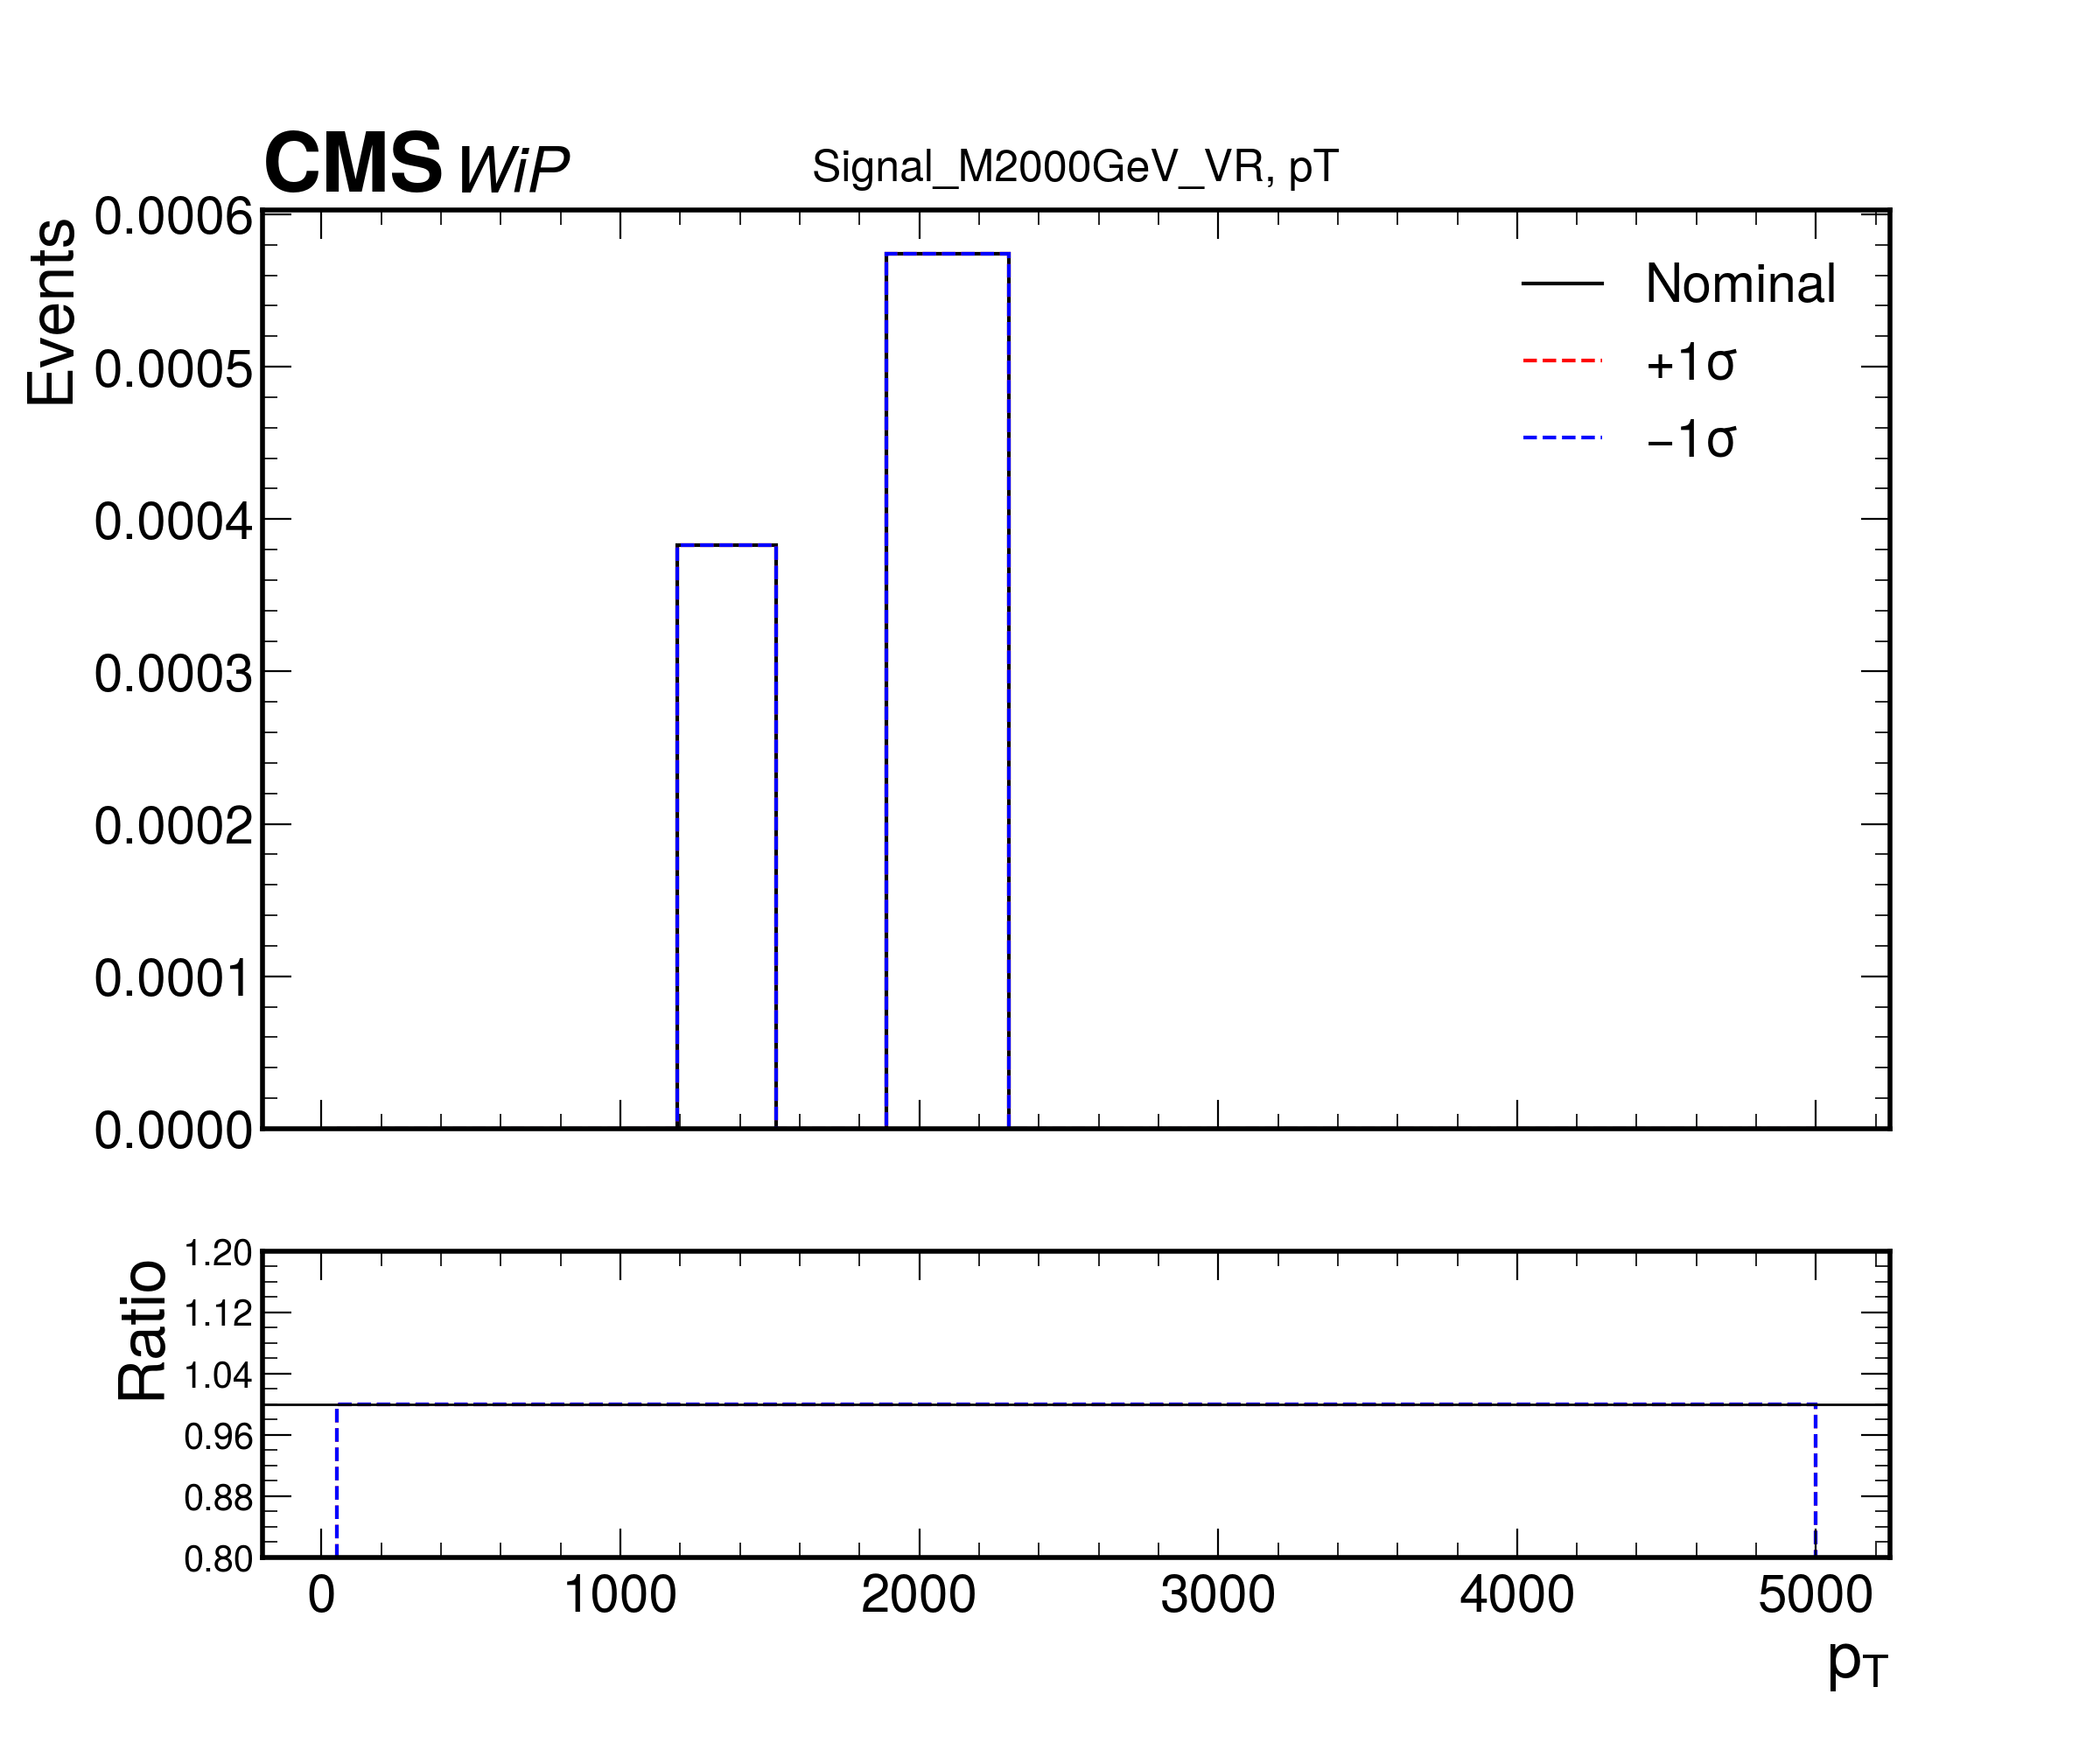 CMS WiP Signal_M2000GeV_VR, pT
Events
0.0006
0.0005
0.0004
0.0003
0.0002
0.0001
0.0000
Nominal
+1σ
−1σ
Ratio
1.20
1.12
1.04
0.96
0.88
0.80
0 1000 2000 3000 4000 5000
pT